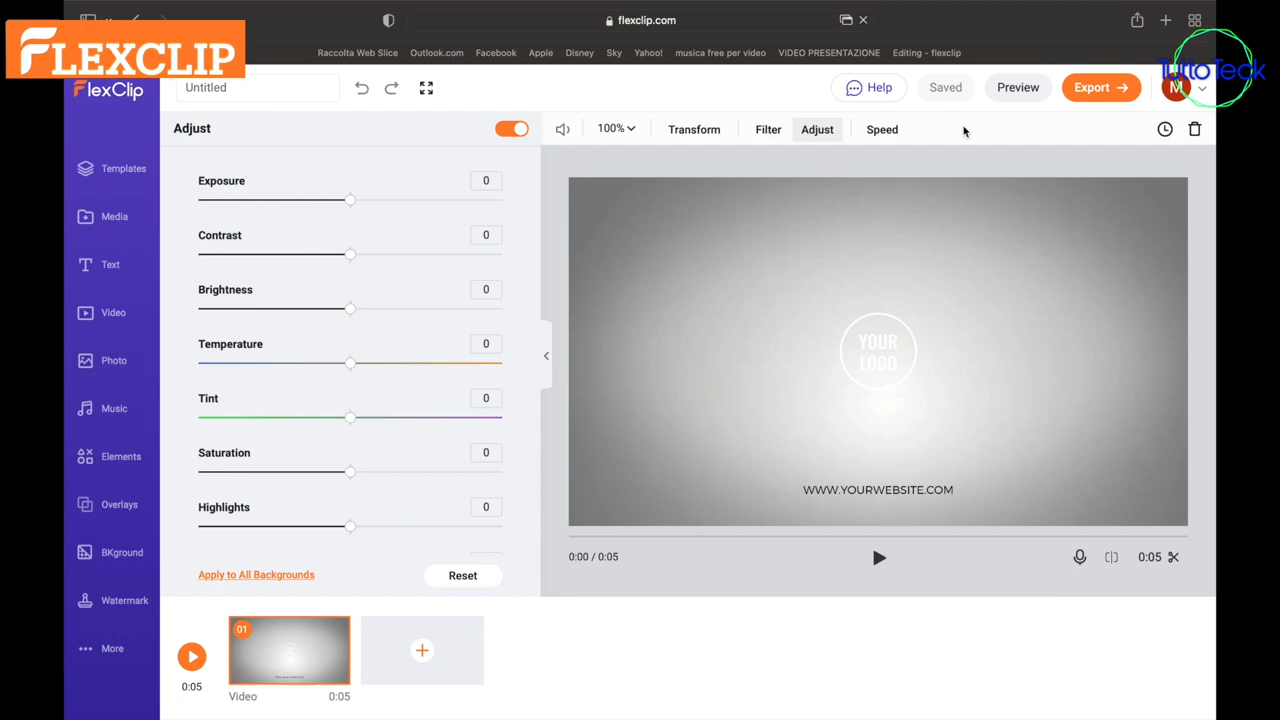 FLEXCLIP
flexclip.com
Raccolta Web Slice Outlook.com Facebook Apple Disney Sky Yahoo! musica free per video VIDEO PRESENTAZIONE Editing - flexclip
TuttoTeck
FlexClip
Untitled
Help Saved Preview Export M
Adjust
100% Transform Filter Adjust Speed
Templates
Media
Text
Video
Photo
Music
Elements
Overlays
BKground
Watermark
More
Exposure 0
Contrast 0
Brightness 0
Temperature 0
Tint 0
Saturation 0
Highlights 0
Apply to All Backgrounds Reset
YOUR
LOGO
WWW.YOURWEBSITE.COM
0:00 / 0:05 0:05
01
0:05
Video 0:05